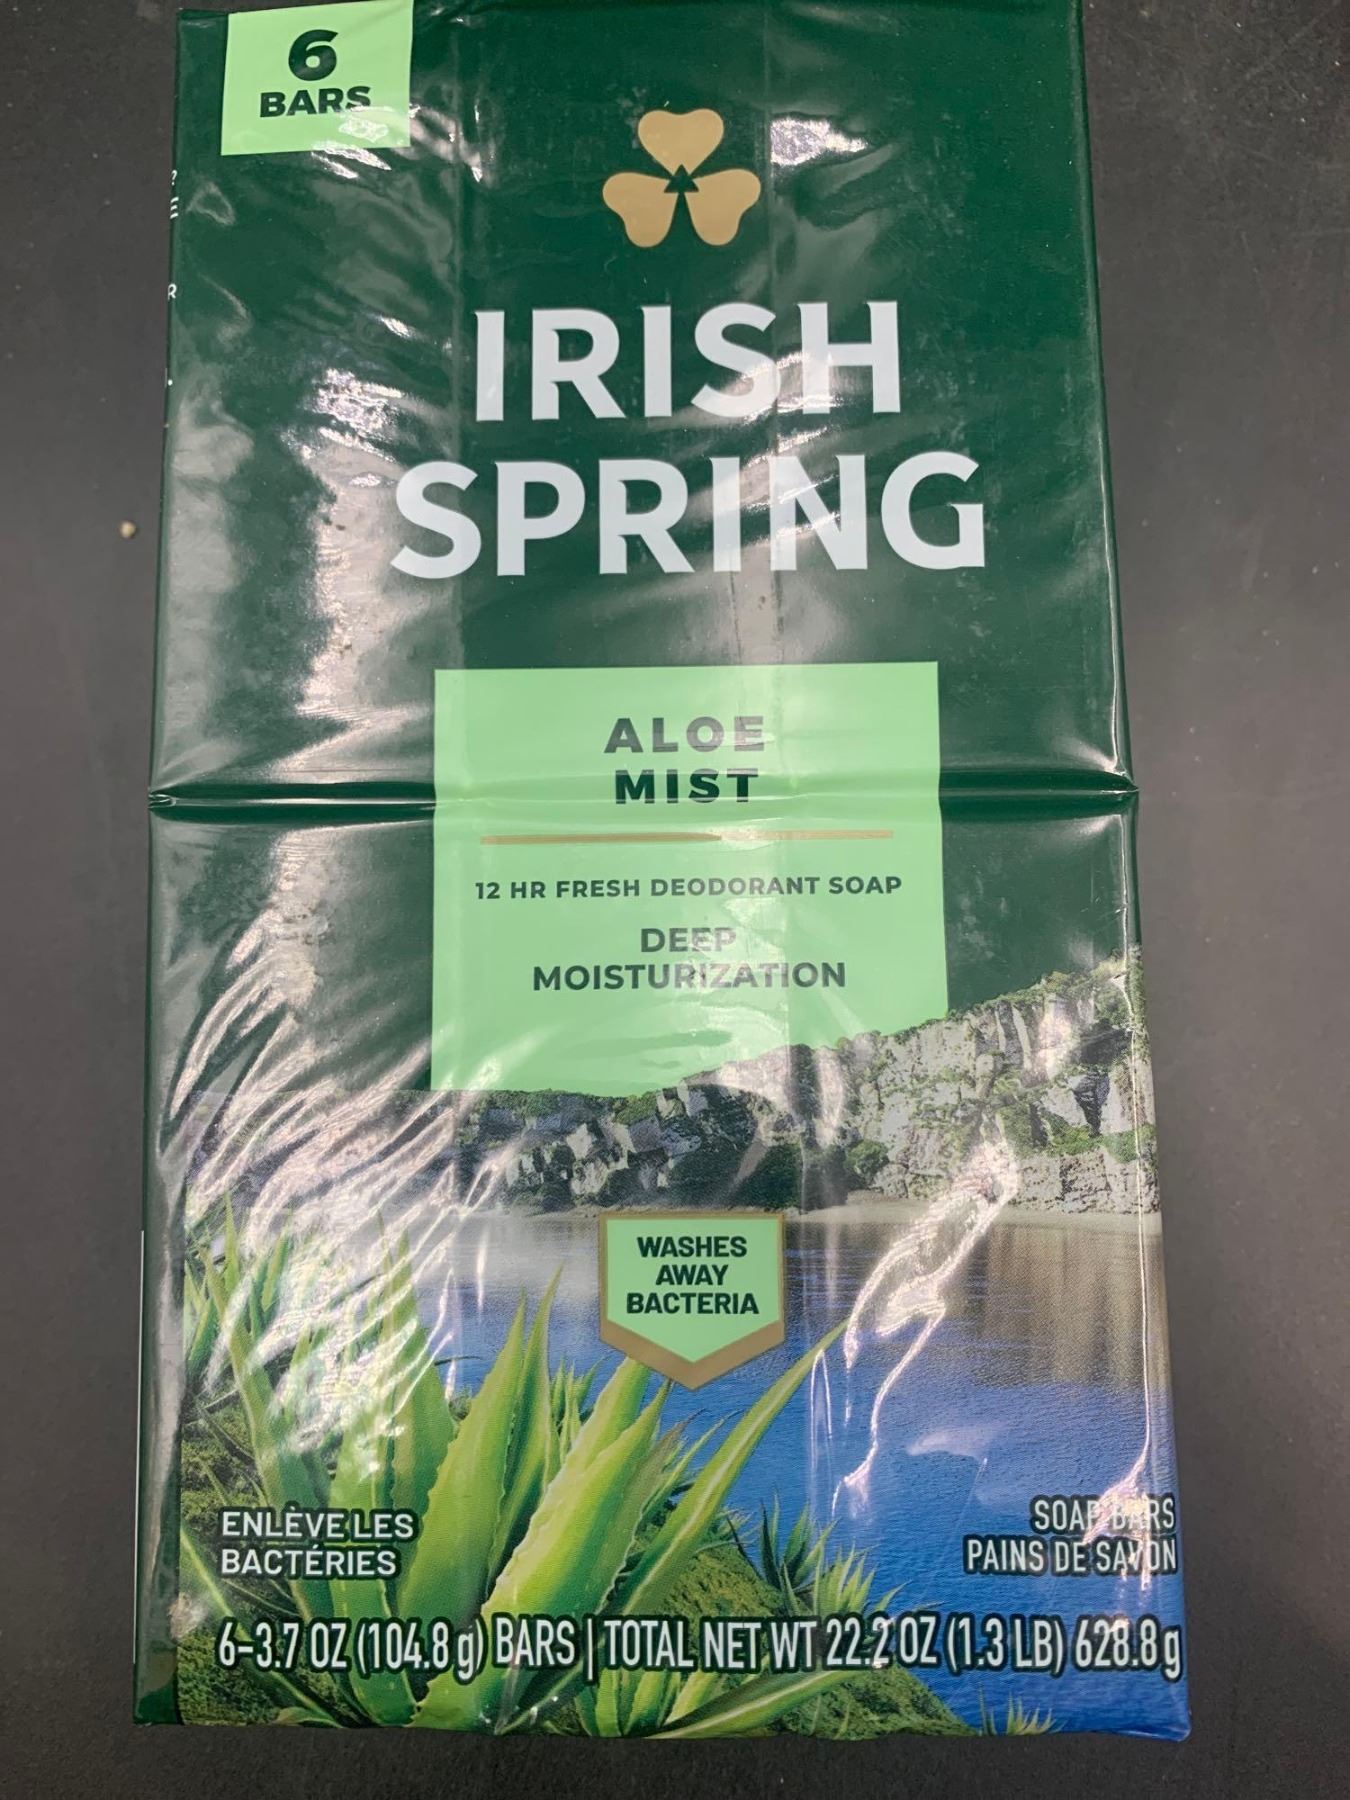 6
BARS
IRISH
SPRING
ALOE
MIST
12 HR FRESH DEODORANT SOAP
DEEP
MOISTURIZATION
WASHES
AWAY
BACTERIA
ENLÈVE LES
BACTÉRIES
SOAP BARS
PAINS DE SAVON
6-3.7 OZ (104.8 g) BARS | TOTAL NET WT 22.2 OZ (1.3 LB) 628.8 g